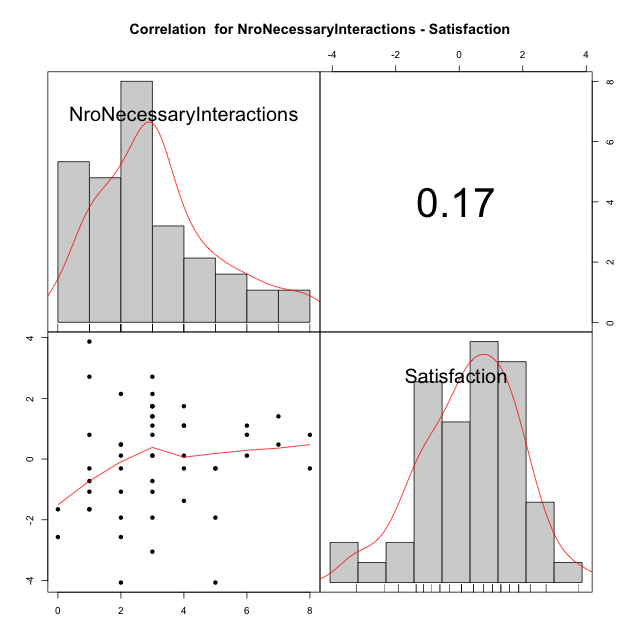 Correlation  for NroNecessaryInteractions - Satisfaction
-4 -2 0 2 4
NroNecessaryInteractions
0.17
8
6
4
2
0
Satisfaction
4
2
0
-2
-4
0 2 4 6 8